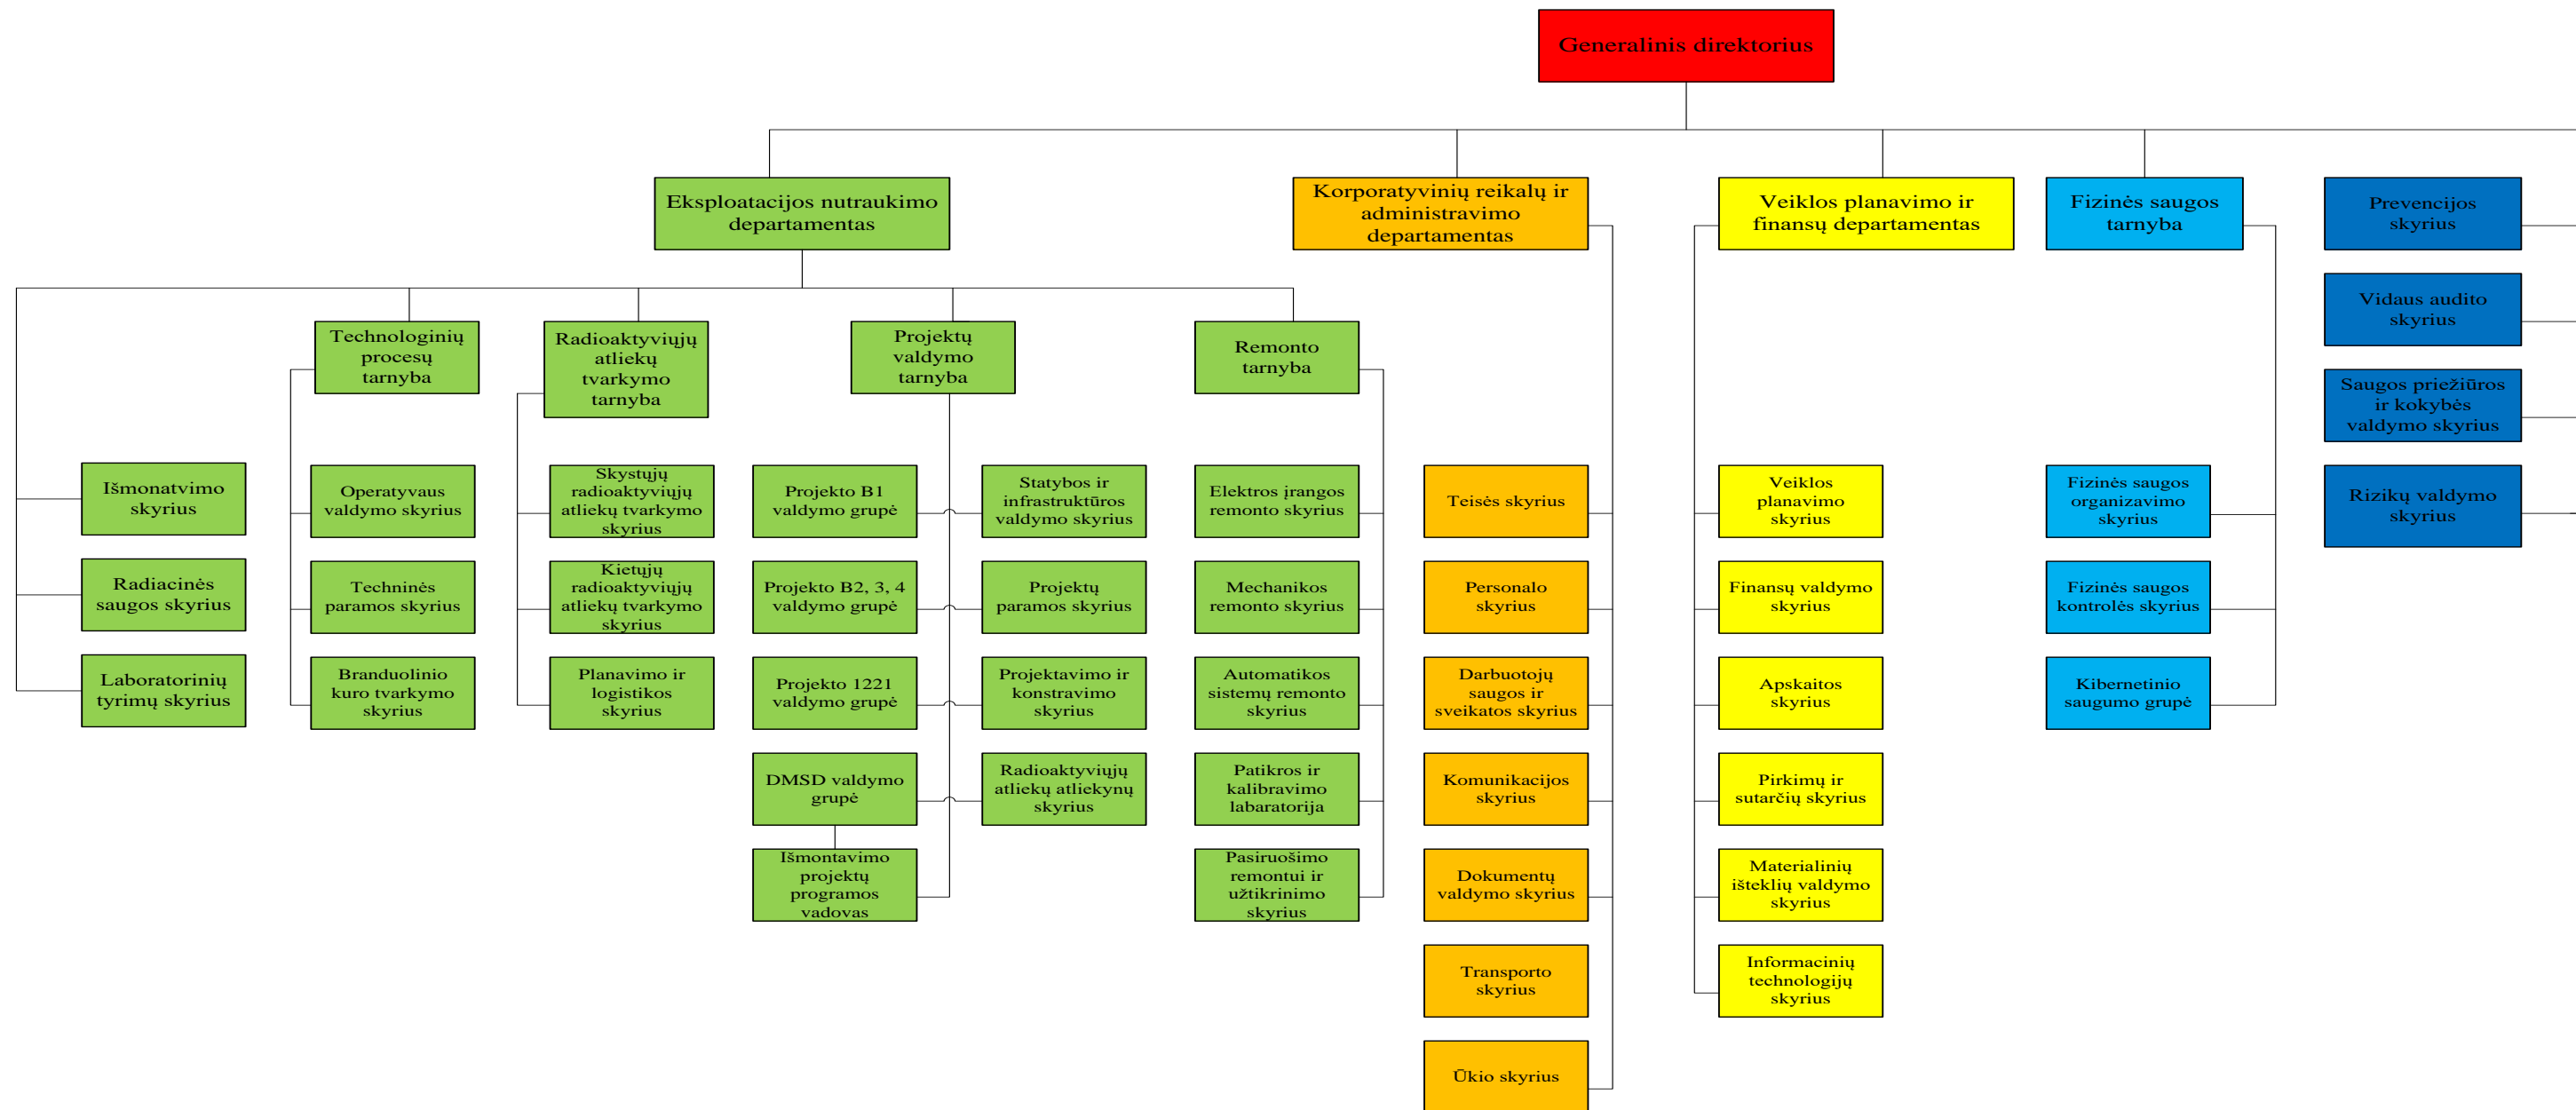 Generalinis direktorius
Eksploatacijos nutraukimo
departamentas
Korporatyvinių reikalų ir
administravimo
departamentas
Veiklos planavimo ir
finansų departamentas
Fizinės saugos
tarnyba
Prevencijos
skyrius
Vidaus audito
skyrius
Saugos priežiūros
ir kokybės
valdymo skyrius
Rizikų valdymo
skyrius
Technologinių
procesų
tarnyba
Radioaktyviųjų
atliekų
tvarkymo
tarnyba
Projektų
valdymo
tarnyba
Remonto
tarnyba
Išmonatvimo
skyrius
Radiacinės
saugos skyrius
Laboratorinių
tyrimų skyrius
Operatyvaus
valdymo skyrius
Techninės
paramos skyrius
Branduolinio
kuro tvarkymo
skyrius
Skystųjų
radioaktyviųjų
atliekų tvarkymo
skyrius
Kietųjų
radioaktyviųjų
atliekų tvarkymo
skyrius
Planavimo ir
logistikos
skyrius
Projekto B1
valdymo grupė
Projekto B2, 3, 4
valdymo grupė
Projekto 1221
valdymo grupė
DMSD valdymo
grupė
Išmontavimo
projektų
programos
vadovas
Statybos ir
infrastruktūros
valdymo skyrius
Projektų
paramos skyrius
Projektavimo ir
konstravimo
skyrius
Radioaktyviųjų
atliekų atliekynų
skyrius
Elektros įrangos
remonto skyrius
Mechanikos
remonto skyrius
Automatikos
sistemų remonto
skyrius
Patikros ir
kalibravimo
labaratorija
Pasiruošimo
remontui ir
užtikrinimo
skyrius
Teisės skyrius
Personalo
skyrius
Darbuotojų
saugos ir
sveikatos skyrius
Komunikacijos
skyrius
Dokumentų
valdymo skyrius
Transporto
skyrius
Ūkio skyrius
Veiklos
planavimo
skyrius
Finansų valdymo
skyrius
Apskaitos
skyrius
Pirkimų ir
sutarčių skyrius
Materialinių
išteklių valdymo
skyrius
Informacinių
technologijų
skyrius
Fizinės saugos
organizavimo
skyrius
Fizinės saugos
kontrolės skyrius
Kibernetinio
saugumo grupė